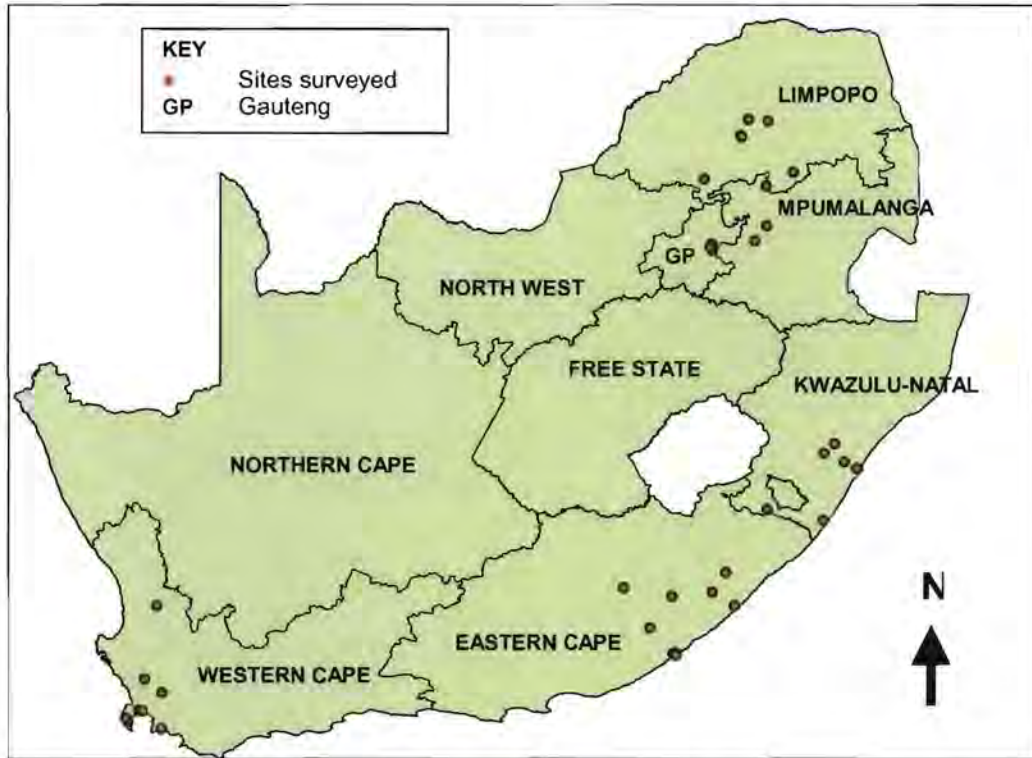 KEY
Sites surveyed
GP Gauteng
LIMPOPO
MPUMALANGA
GP
NORTH WEST
FREE STATE
KWAZULU-NATAL
NORTHERN CAPE
N
EASTERN CAPE
WESTERN CAPE